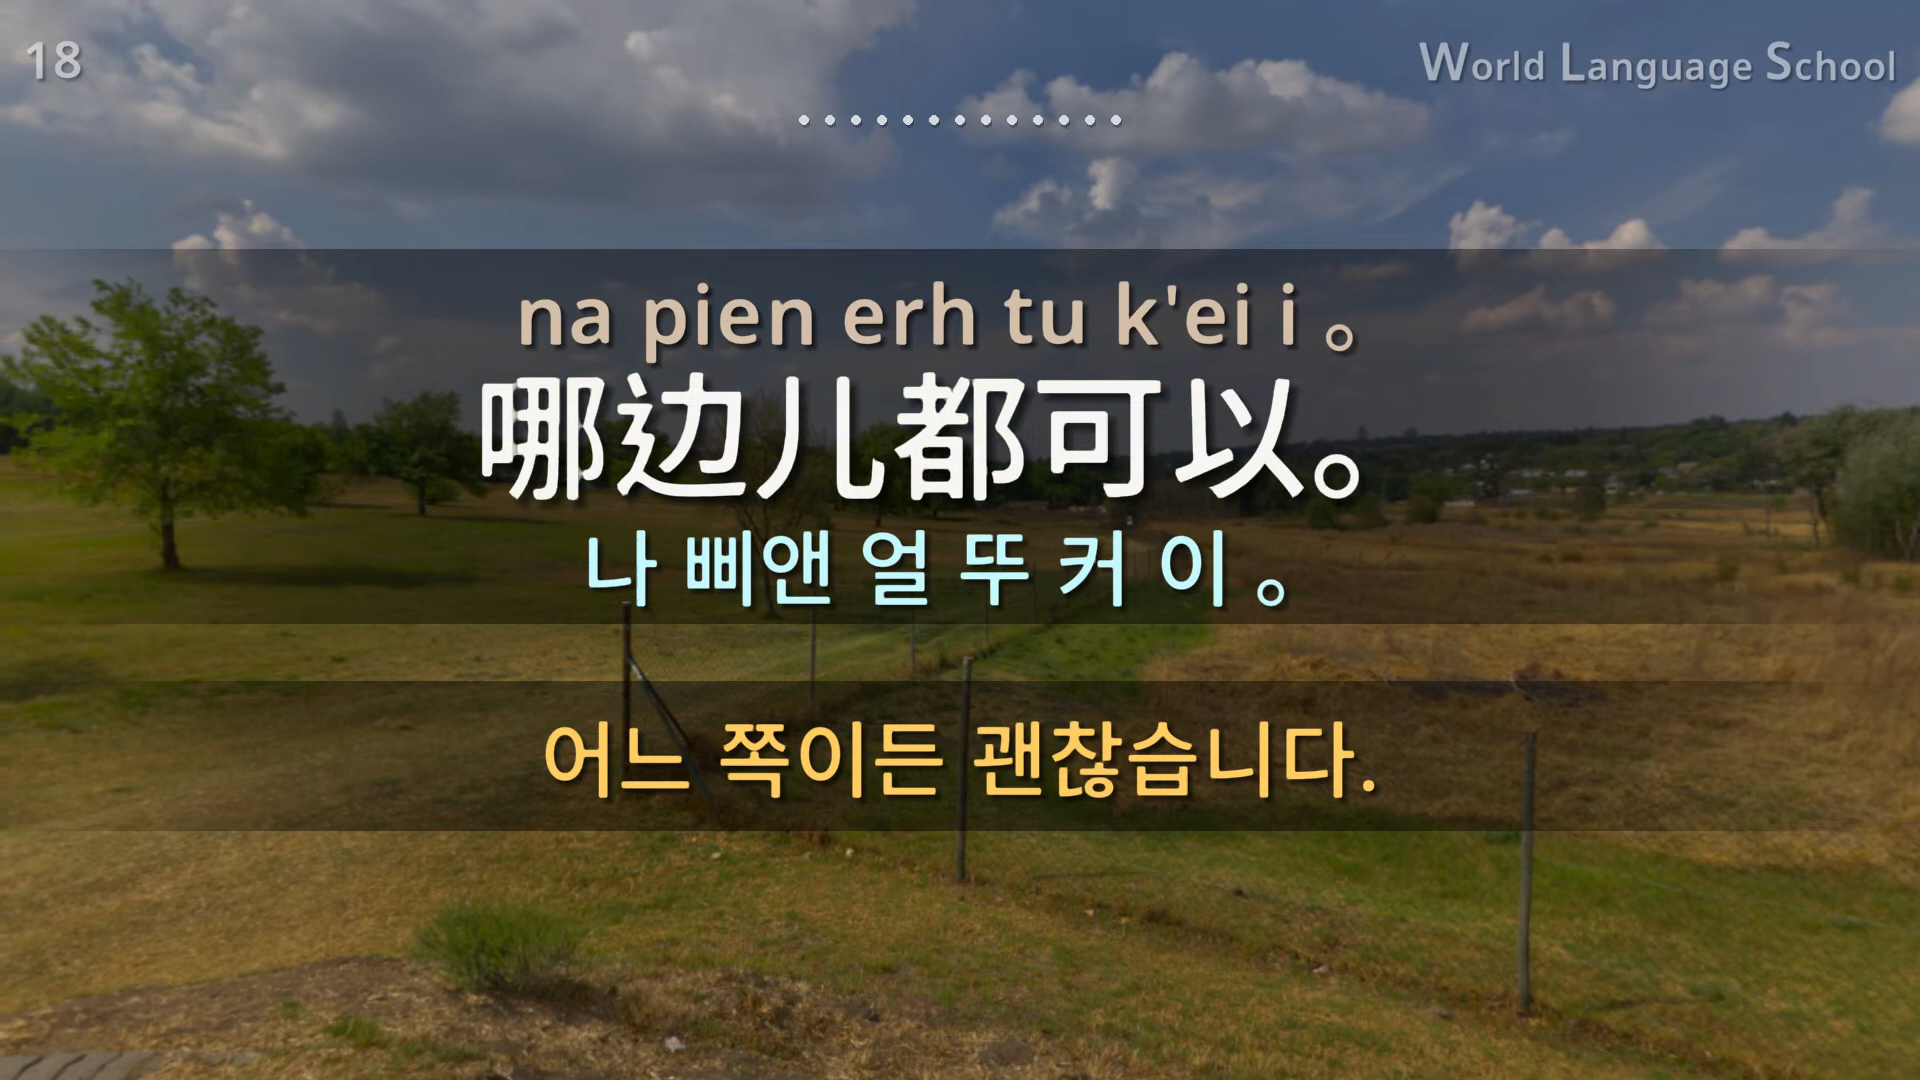 18
World Language School
na pien erh tu k'ei i 。
哪边儿都可以。
나 삐앤 얼 뚜 커 이 。
어느 쪽이든 괜찮습니다.